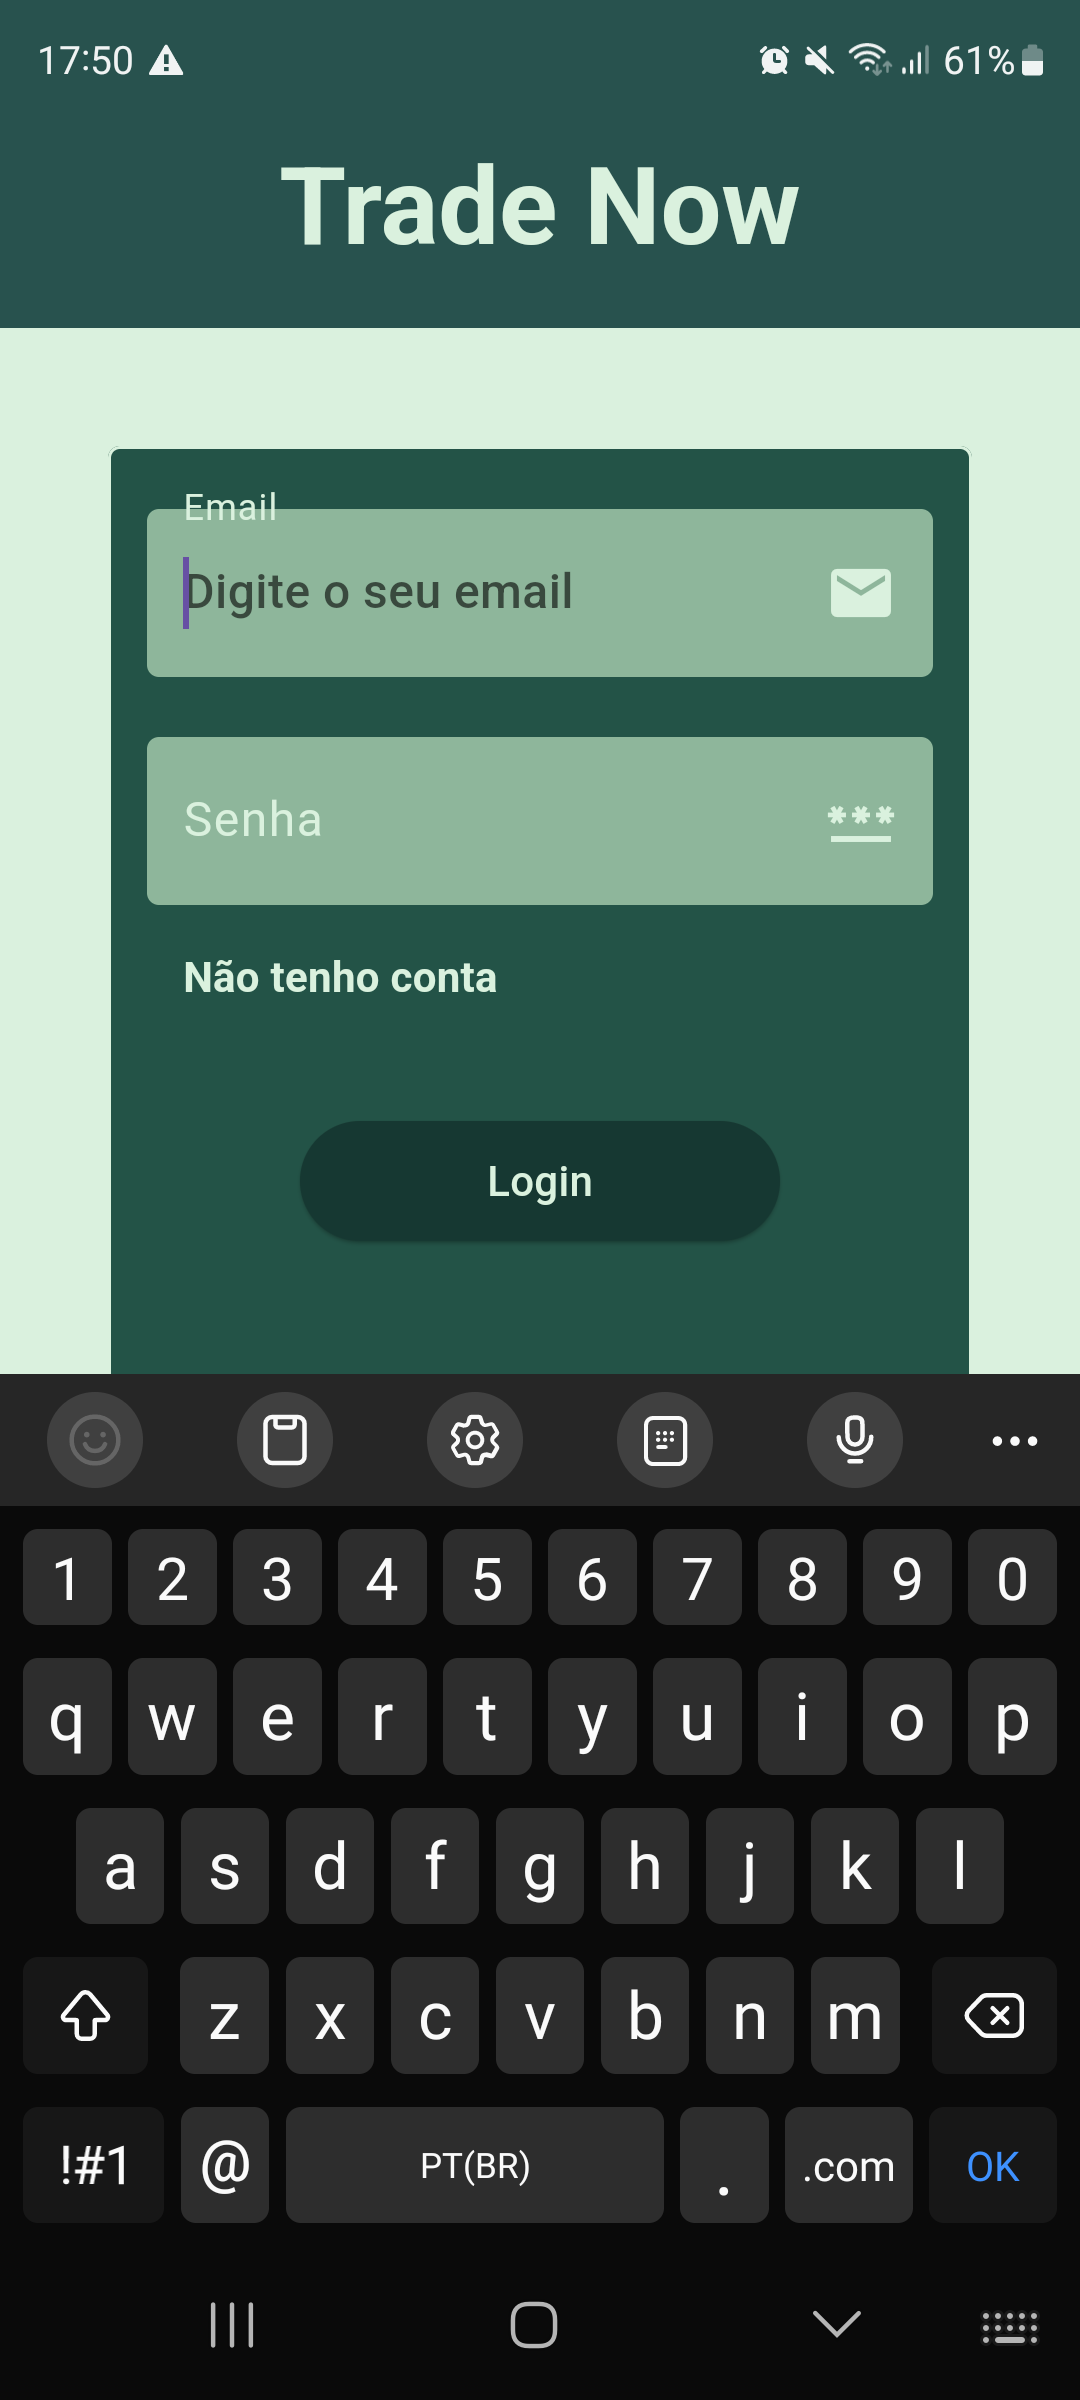 17:50 61%
Trade Now
Email
Digite o seu email
Senha ***
Não tenho conta
Login
1 2 3 4 5 6 7 8 9 0
q w e r t y u i o p
a s d f g h j k l
z x c v b n m
!#1 @ PT(BR) . .com OK